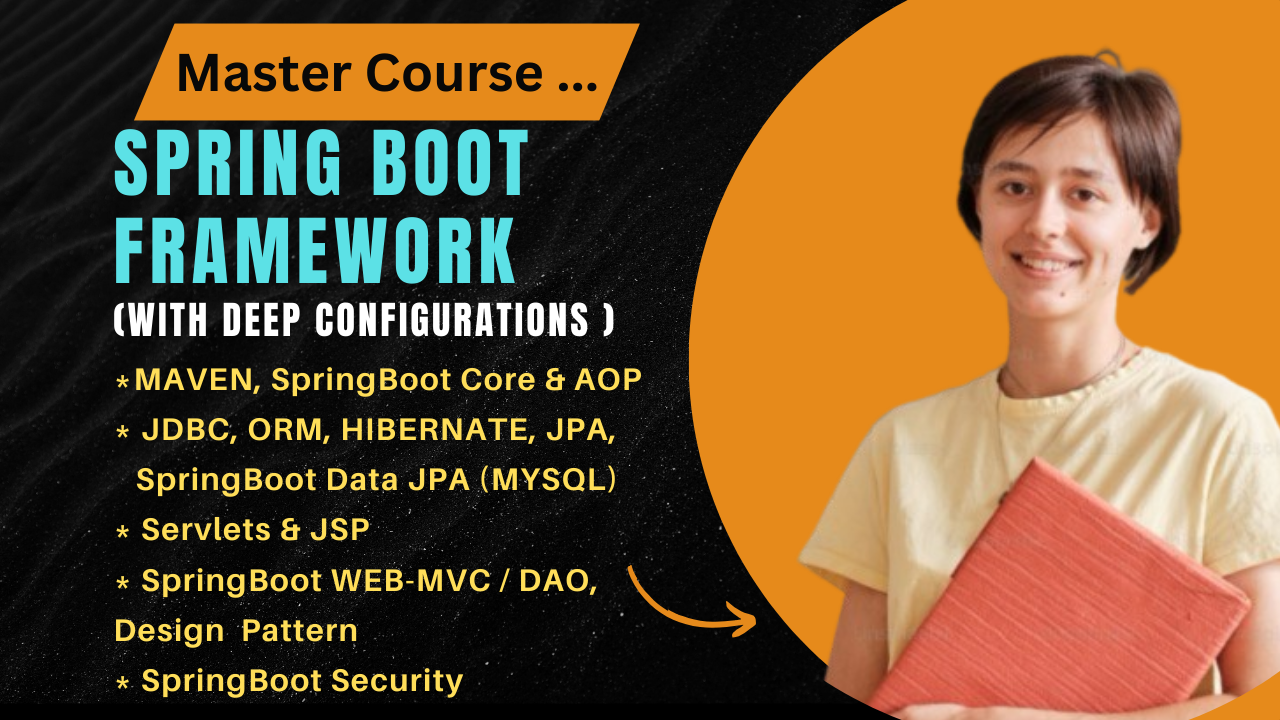 Master Course ...
SPRING BOOT
FRAMEWORK
(WITH DEEP CONFIGURATIONS )
*MAVEN, SpringBoot Core & AOP
* JDBC, ORM, HIBERNATE, JPA,
SpringBoot Data JPA (MYSQL)
* Servlets & JSP
* SpringBoot WEB-MVC / DAO,
Design Pattern
* SpringBoot Security